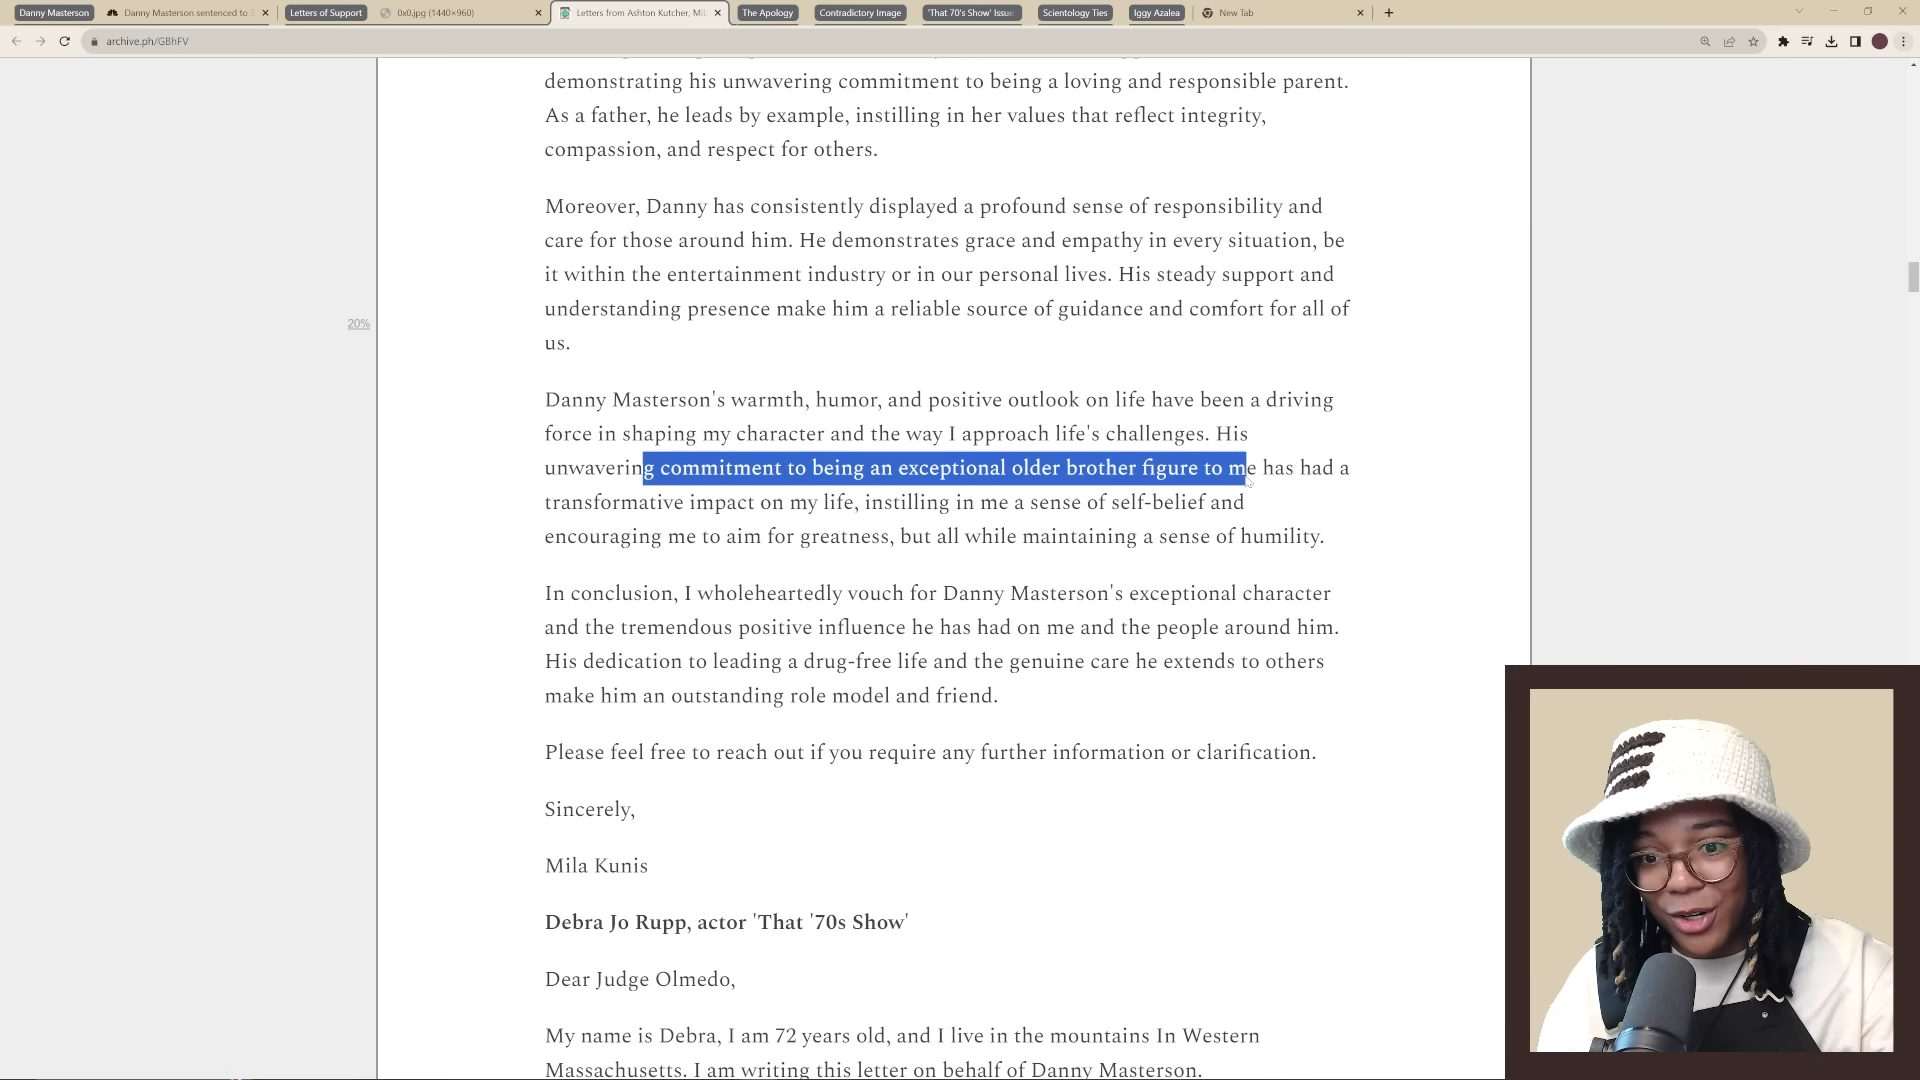 Danny Masterson
Danny Masterson sentenced to 3
Letters of Support
0x0.jpg (1440×960)
Letters from Ashton Kutcher, Mil
The Apology
Contradictory Image
'That 70's Show' Issue
Scientology Ties
Iggy Azalea
New Tab
archive.ph/GBhFV
demonstrating his unwavering commitment to being a loving and responsible parent.
As a father, he leads by example, instilling in her values that reflect integrity,
compassion, and respect for others.
Moreover, Danny has consistently displayed a profound sense of responsibility and
care for those around him. He demonstrates grace and empathy in every situation, be
it within the entertainment industry or in our personal lives. His steady support and
20%
understanding presence make him a reliable source of guidance and comfort for all of
us.
Danny Masterson's warmth, humor, and positive outlook on life have been a driving
force in shaping my character and the way I approach life's challenges. His
unwavering commitment to being an exceptional older brother figure to me has had a
transformative impact on my life, instilling in me a sense of self-belief and
encouraging me to aim for greatness, but all while maintaining a sense of humility.
In conclusion, I wholeheartedly vouch for Danny Masterson's exceptional character
and the tremendous positive influence he has had on me and the people around him.
His dedication to leading a drug-free life and the genuine care he extends to others
make him an outstanding role model and friend.
Please feel free to reach out if you require any further information or clarification.
Sincerely,
Mila Kunis
Debra Jo Rupp, actor 'That '70s Show'
Dear Judge Olmedo,
My name is Debra, I am 72 years old, and I live in the mountains In Western
Massachusetts. I am writing this letter on behalf of Danny Masterson.